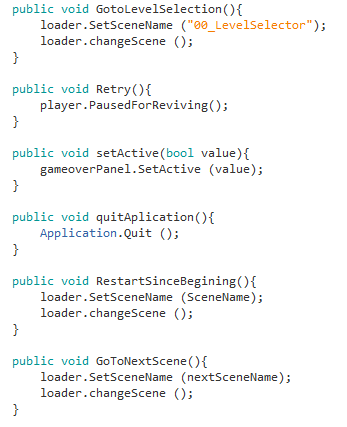 public void GotoLevelSelection(){
loader.SetSceneName ("00_LevelSelector");
loader.changeScene ();
}
public void Retry(){
player.PausedForReviving();
}
public void setActive(bool value){
gameoverPanel.SetActive (value);
}
public void quitAplication(){
Application.Quit ();
}
public void RestartSinceBegining(){
loader.SetSceneName (SceneName);
loader.changeScene ();
}
public void GoToNextScene(){
loader.SetSceneName (nextSceneName);
loader.changeScene ();
}